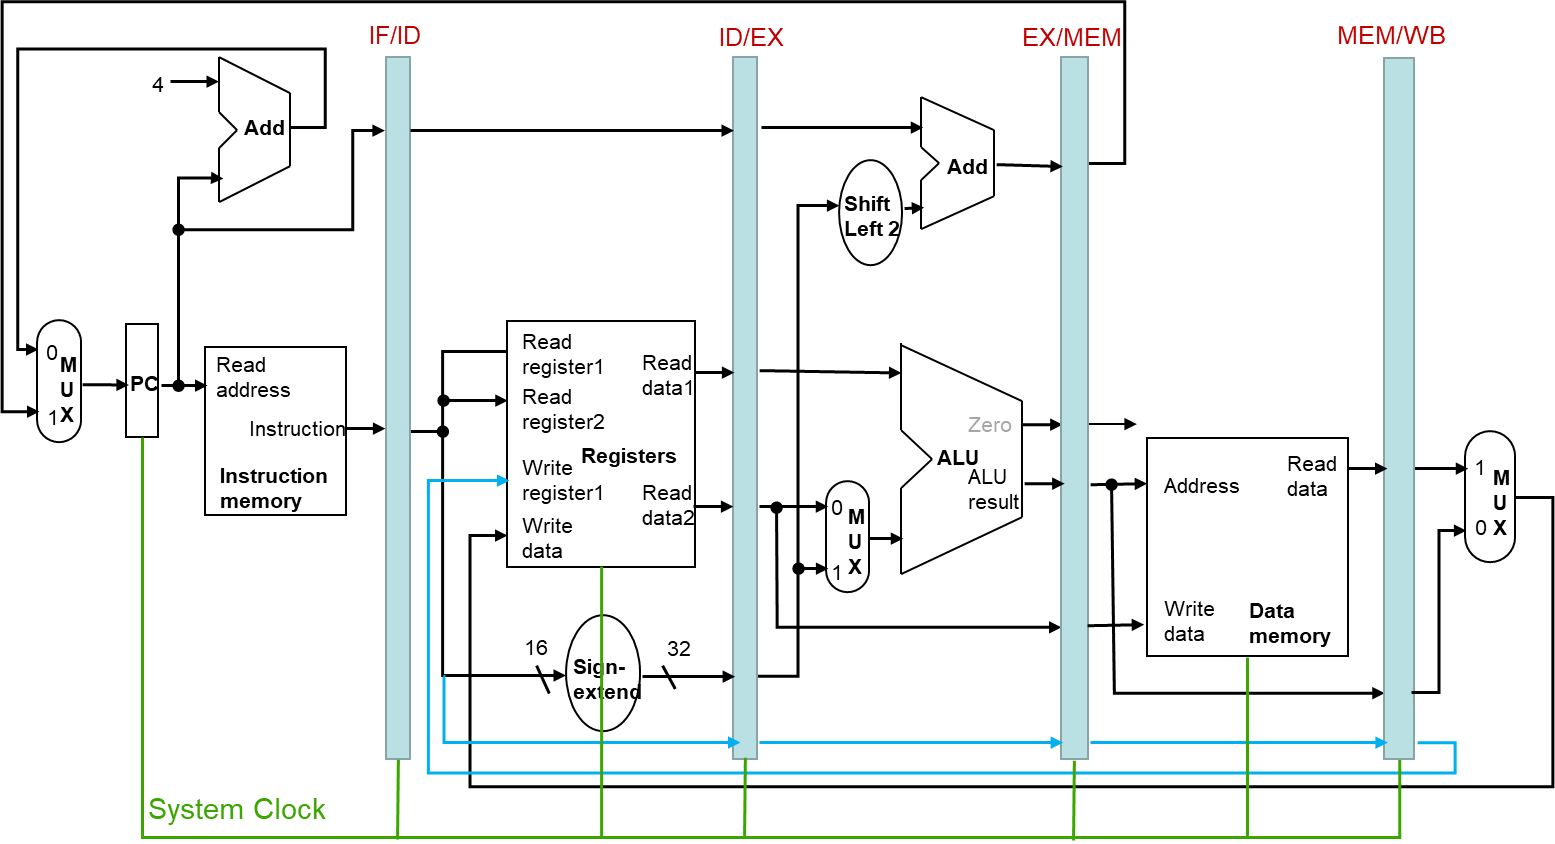 IF/ID
ID/EX
EX/MEM
MEM/WB
4
Add
Add
Shift
Left 2
0
M
U
1 X
PC
Read
address
Instruction
Instruction
memory
Read
register1
Read
register2
Write
register1
Write
data
Registers
Read
data1
Read
data2
16
Sign-
extend
32
0
M
U
1 X
Zero
ALU
ALU
result
Address
Read
data
Write
data
Data
memory
1
M
U
0 X
System Clock